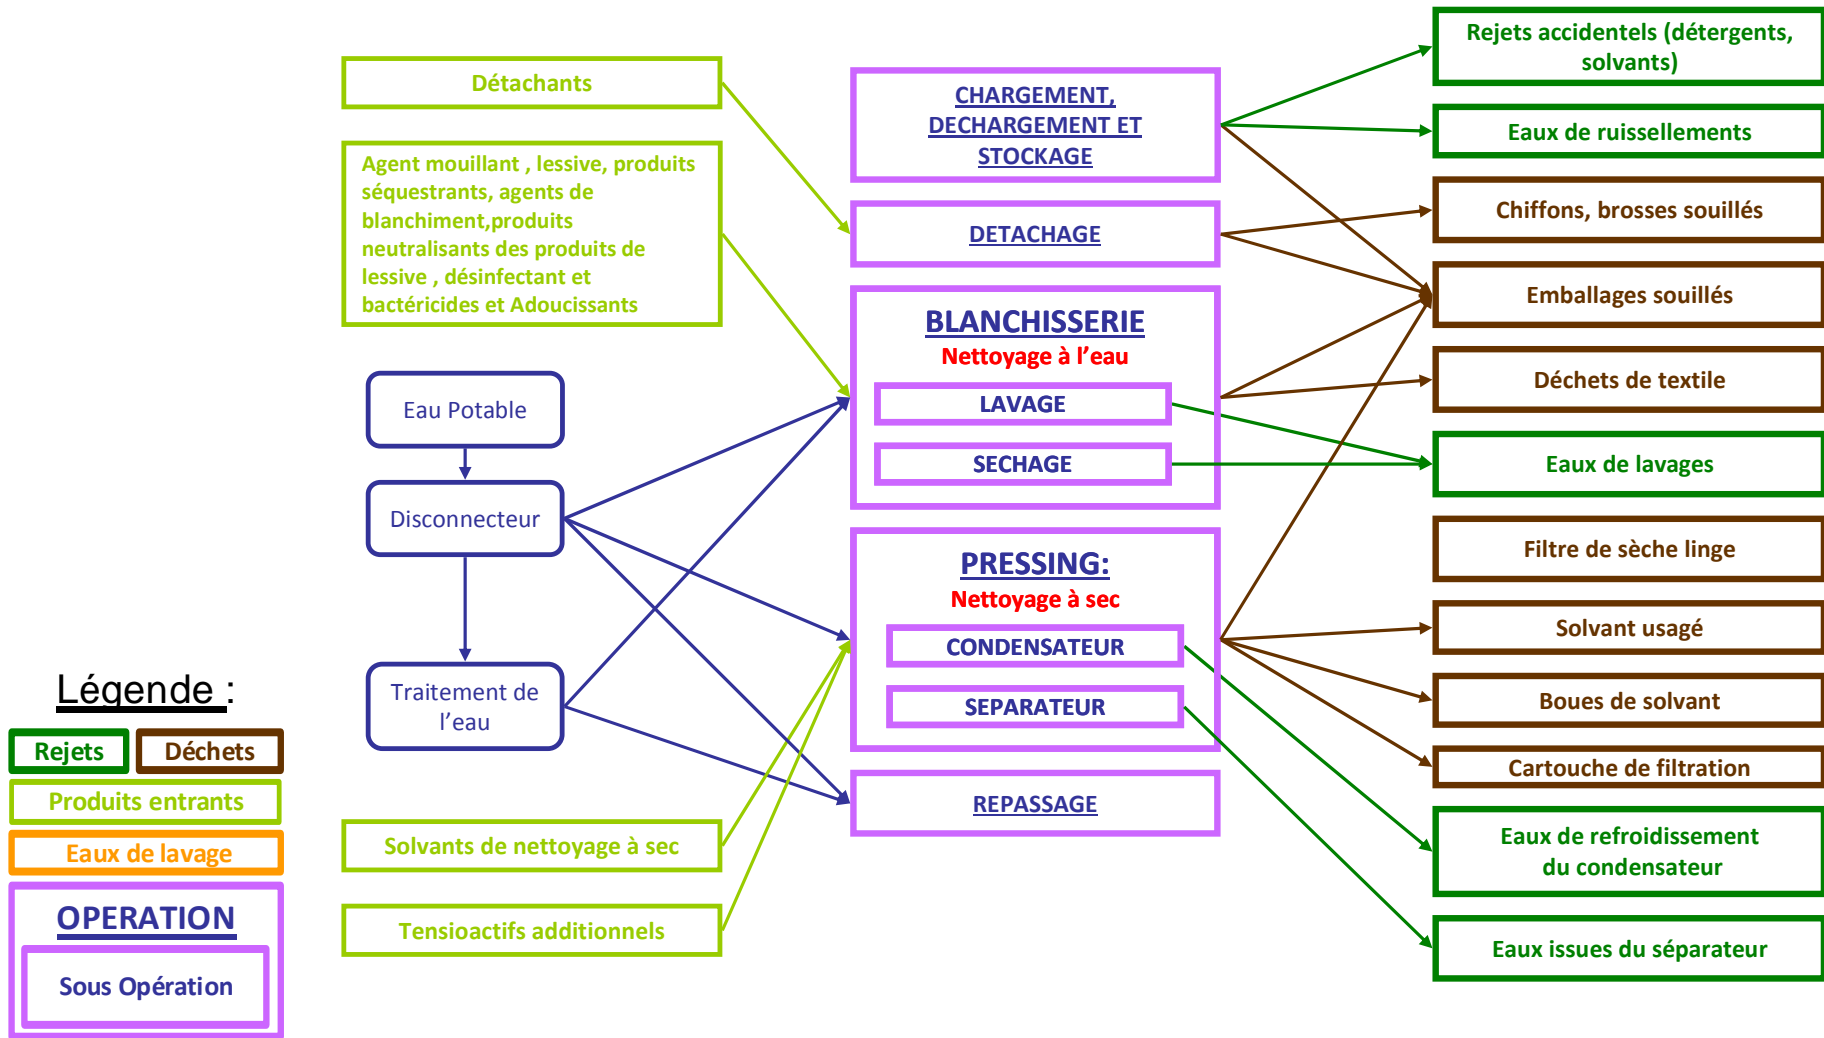 Détachants
Agent mouillant , lessive, produits
séquestrants, agents de
blanchiment,produits
neutralisants des produits de
lessive , désinfectant et
bactéricides et Adoucissants
Eau Potable
Disconnecteur
Traitement de
l’eau
Solvants de nettoyage à sec
Tensioactifs additionnels
Légende :
Rejets
Déchets
Produits entrants
Eaux de lavage
OPERATION
Sous Opération
CHARGEMENT,
DECHARGEMENT ET
STOCKAGE
DETACHAGE
BLANCHISSERIE
Nettoyage à l’eau
LAVAGE
SECHAGE
PRESSING:
Nettoyage à sec
CONDENSATEUR
SEPARATEUR
REPASSAGE
Rejets accidentels (détergents,
solvants)
Eaux de ruissellements
Chiffons, brosses souillés
Emballages souillés
Déchets de textile
Eaux de lavages
Filtre de sèche linge
Solvant usagé
Boues de solvant
Cartouche de filtration
Eaux de refroidissement
du condensateur
Eaux issues du séparateur